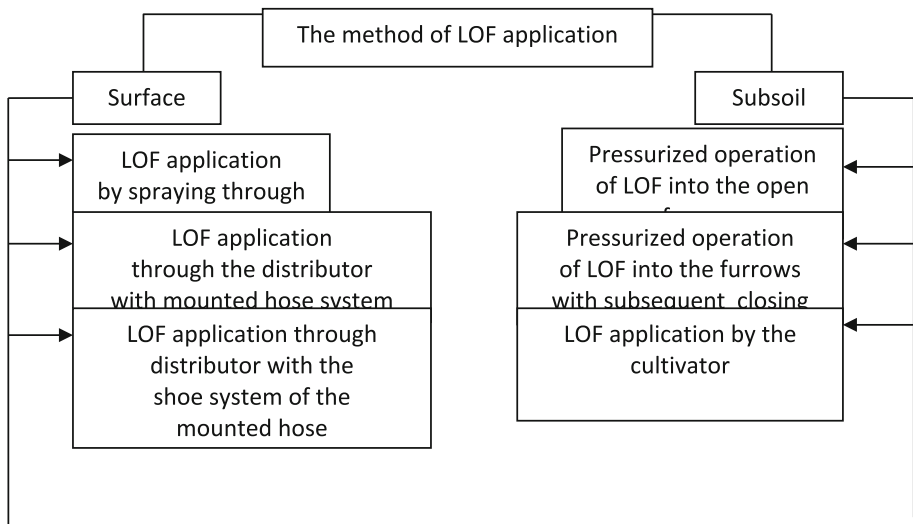 The method of LOF application
Surface
Subsoil
LOF application
by spraying through
LOF application
through the distributor
with mounted hose system
LOF application through
distributor with the
shoe system of the
mounted hose
Pressurized operation
of LOF into the open
Pressurized operation
of LOF into the furrows
with subsequent closing
LOF application by the
cultivator